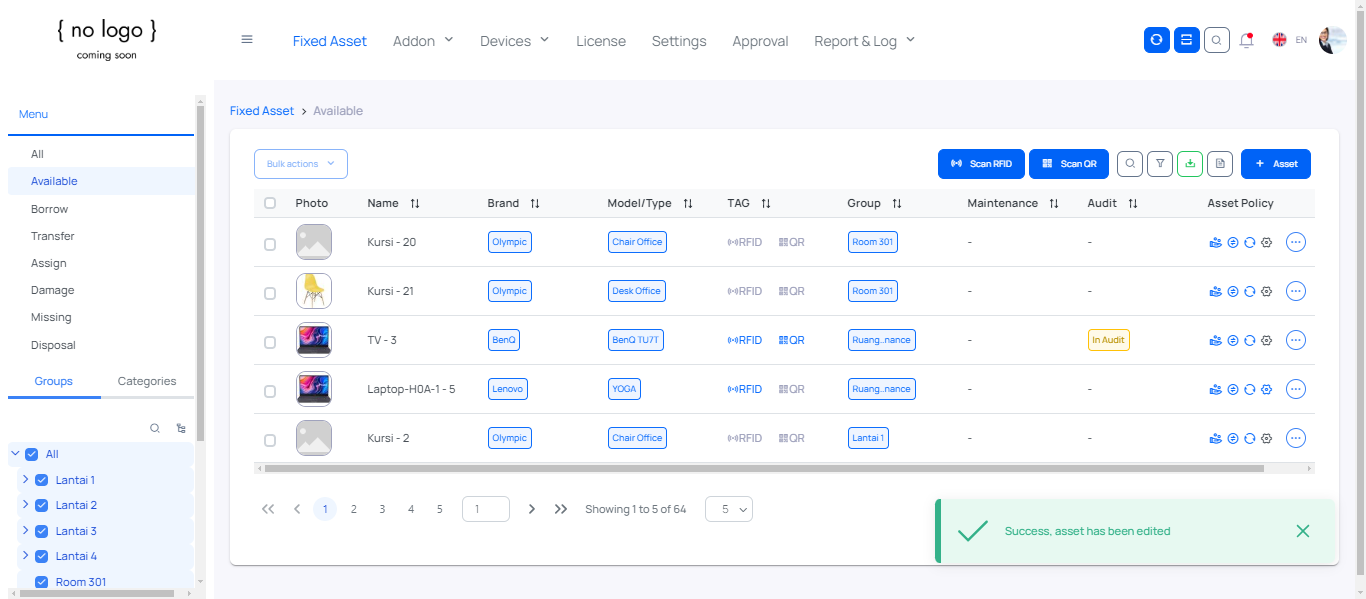 { no logo }
coming soon
Fixed Asset Addon Devices License Settings Approval Report & Log EN
Menu
All
Available
Borrow
Transfer
Assign
Damage
Missing
Disposal
Groups Categories
All
Lantai 1
Lantai 2
Lantai 3
Lantai 4
Room 301
Fixed Asset > Available
Bulk actions Scan RFID Scan QR + Asset
Photo Name Brand Model/Type TAG Group Maintenance Audit Asset Policy
Kursi - 20 Olympic Chair Office RFID QR Room 301 - -
Kursi - 21 Olympic Desk Office RFID QR Room 301 - -
TV - 3 BenQ BenQ TU7T RFID QR Ruang..nance - In Audit
Laptop-H0A-1 - 5 Lenovo YOGA RFID QR Ruang..nance - -
Kursi - 2 Olympic Chair Office RFID QR Lantai 1 - -
1 2 3 4 5 1 Showing 1 to 5 of 64 5
Success, asset has been edited